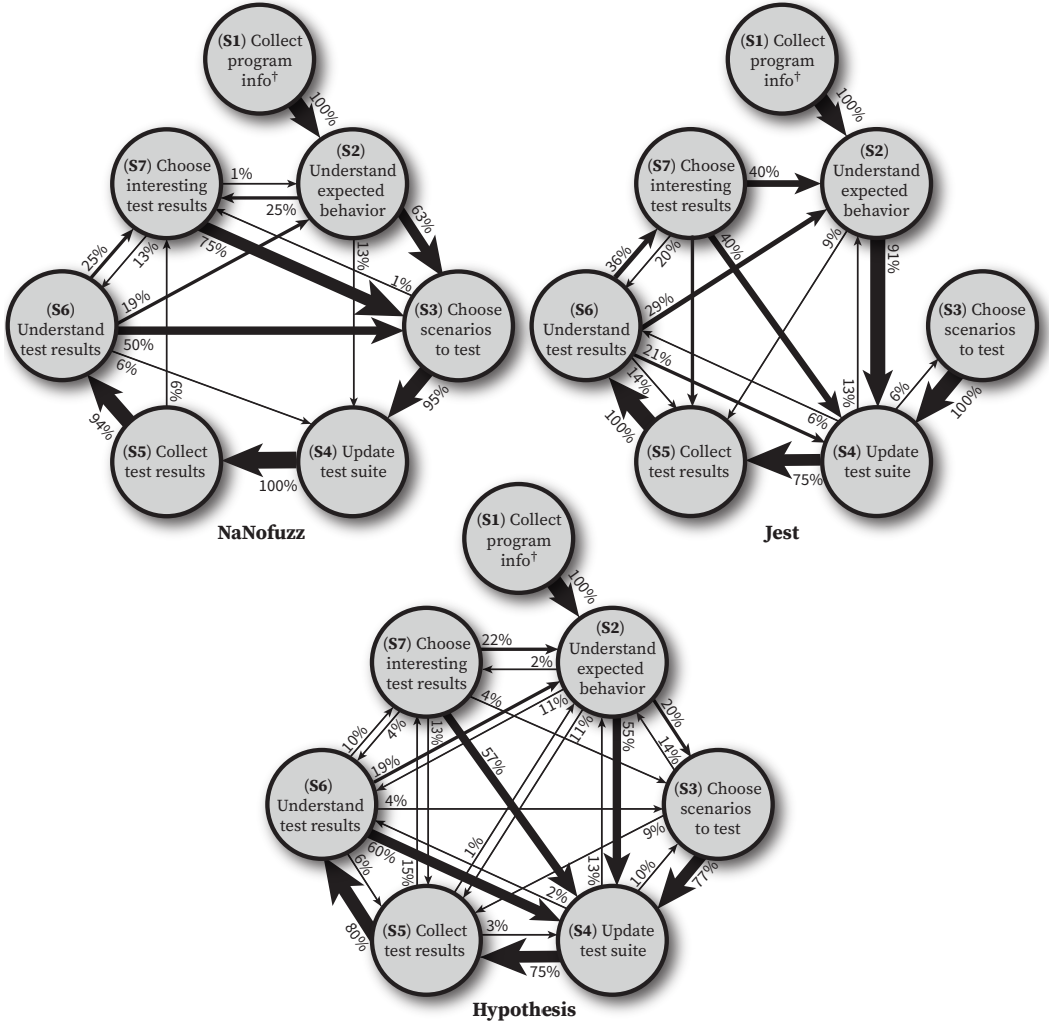 (S1) Collect
program
info†
100%
(S7) Choose
interesting
test results
1%
25%
(S2)
Understand
expected
behavior
63%
25%
13%
75%
13%
1%
19%
(S6)
Understand
test results
50%
6%
(S3) Choose
scenarios
to test
94%
6%
95%
(S5) Collect
test results
100%
(S4) Update
test suite
NaNofuzz
(S1) Collect
program
info†
100%
(S7) Choose
interesting
test results
40%
(S2)
Understand
expected
behavior
36%
20%
40%
9%
91%
29%
(S6)
Understand
test results
21%
14%
(S3) Choose
scenarios
to test
13%
6%
6%
100%
100%
(S5) Collect
test results
75%
(S4) Update
test suite
Jest
(S1) Collect
program
info†
100%
(S7) Choose
interesting
test results
22%
2%
(S2)
Understand
expected
behavior
4%
11%
20%
10%
4%
13%
57%
11%
55%
14%
19%
(S6)
Understand
test results
4%
(S3) Choose
scenarios
to test
60%
6%
15%
1%
9%
13%
10%
77%
2%
80%
(S5) Collect
test results
3%
75%
(S4) Update
test suite
Hypothesis